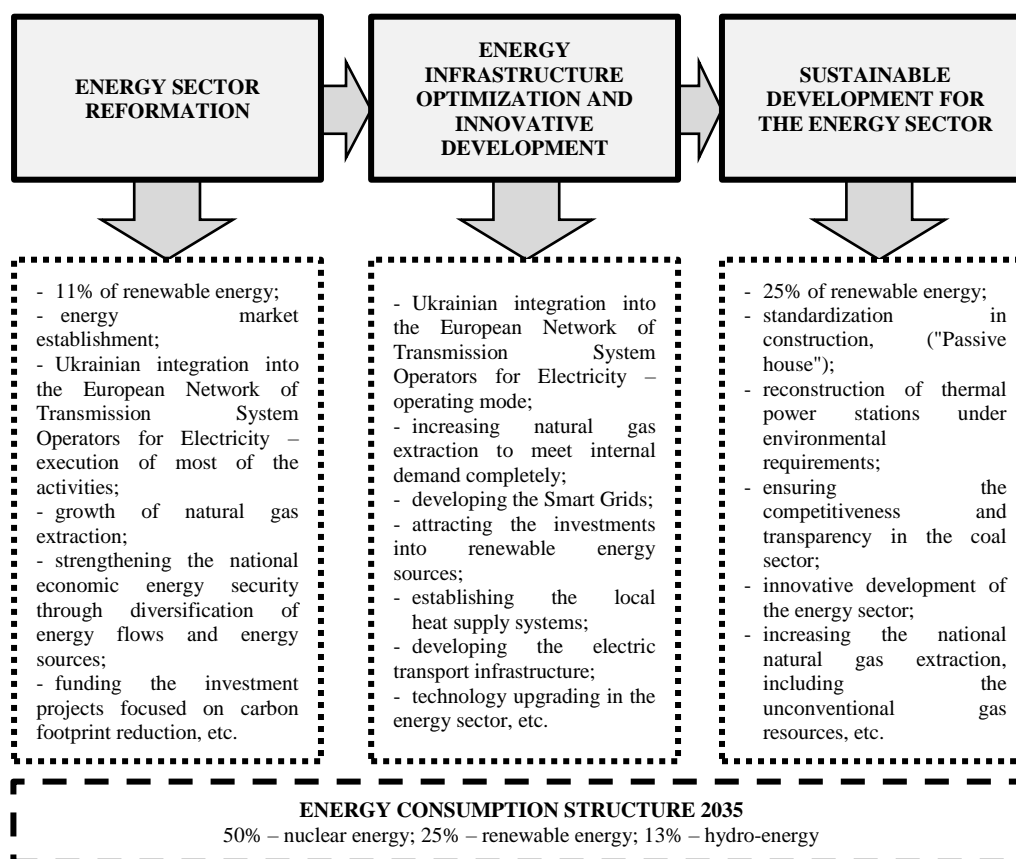 ENERGY SECTOR
REFORMATION
ENERGY
INFRASTRUCTURE
OPTIMIZATION AND
INNOVATIVE
DEVELOPMENT
SUSTAINABLE
DEVELOPMENT FOR
THE ENERGY SECTOR
- 11% of renewable energy;
- energy market
establishment;
- Ukrainian integration into
the European Network of
Transmission System
Operators for Electricity –
execution of most of the
activities;
- growth of natural gas
extraction;
- strengthening the national
economic energy security
through diversification of
energy flows and energy
sources;
- funding the investment
projects focused on carbon
footprint reduction, etc.
- Ukrainian integration into
the European Network of
Transmission System
Operators for Electricity –
operating mode;
- increasing natural gas
extraction to meet internal
demand completely;
- developing the Smart Grids;
- attracting the investments
into renewable energy
sources;
- establishing the local
heat supply systems;
- developing the electric
transport infrastructure;
- technology upgrading in the
energy sector, etc.
- 25% of renewable energy;
- standardization in
construction, ("Passive
house");
- reconstruction of thermal
power stations under
environmental
requirements;
- ensuring the
competitiveness and
transparency in the coal
sector;
- innovative development of
the energy sector;
- increasing the national
natural gas extraction,
including the
unconventional gas
resources, etc.
ENERGY CONSUMPTION STRUCTURE 2035
50% – nuclear energy; 25% – renewable energy; 13% – hydro-energy